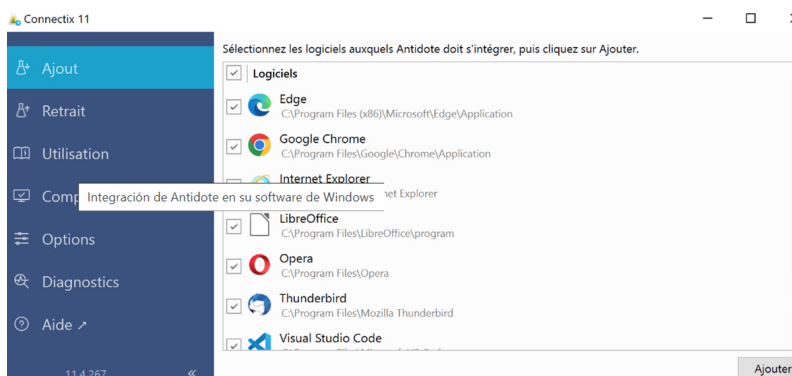 Connectix 11
Sélectionnez les logiciels auxquels Antidote doit s'intégrer, puis cliquez sur Ajouter.
Ajout
Retrait
Utilisation
Comp
Options
Diagnostics
Aide ↗
11.4.267
«
Logiciels
Edge
C:\Program Files (x86)\Microsoft\Edge\Application
Google Chrome
C:\Program Files\Google\Chrome\Application
Internet Explorer
net Explorer
Integración de Antidote en su software de Windows
LibreOffice
C:\Program Files\LibreOffice\program
Opera
C:\Program Files\Opera
Thunderbird
C:\Program Files\Mozilla Thunderbird
Visual Studio Code
Ajouter